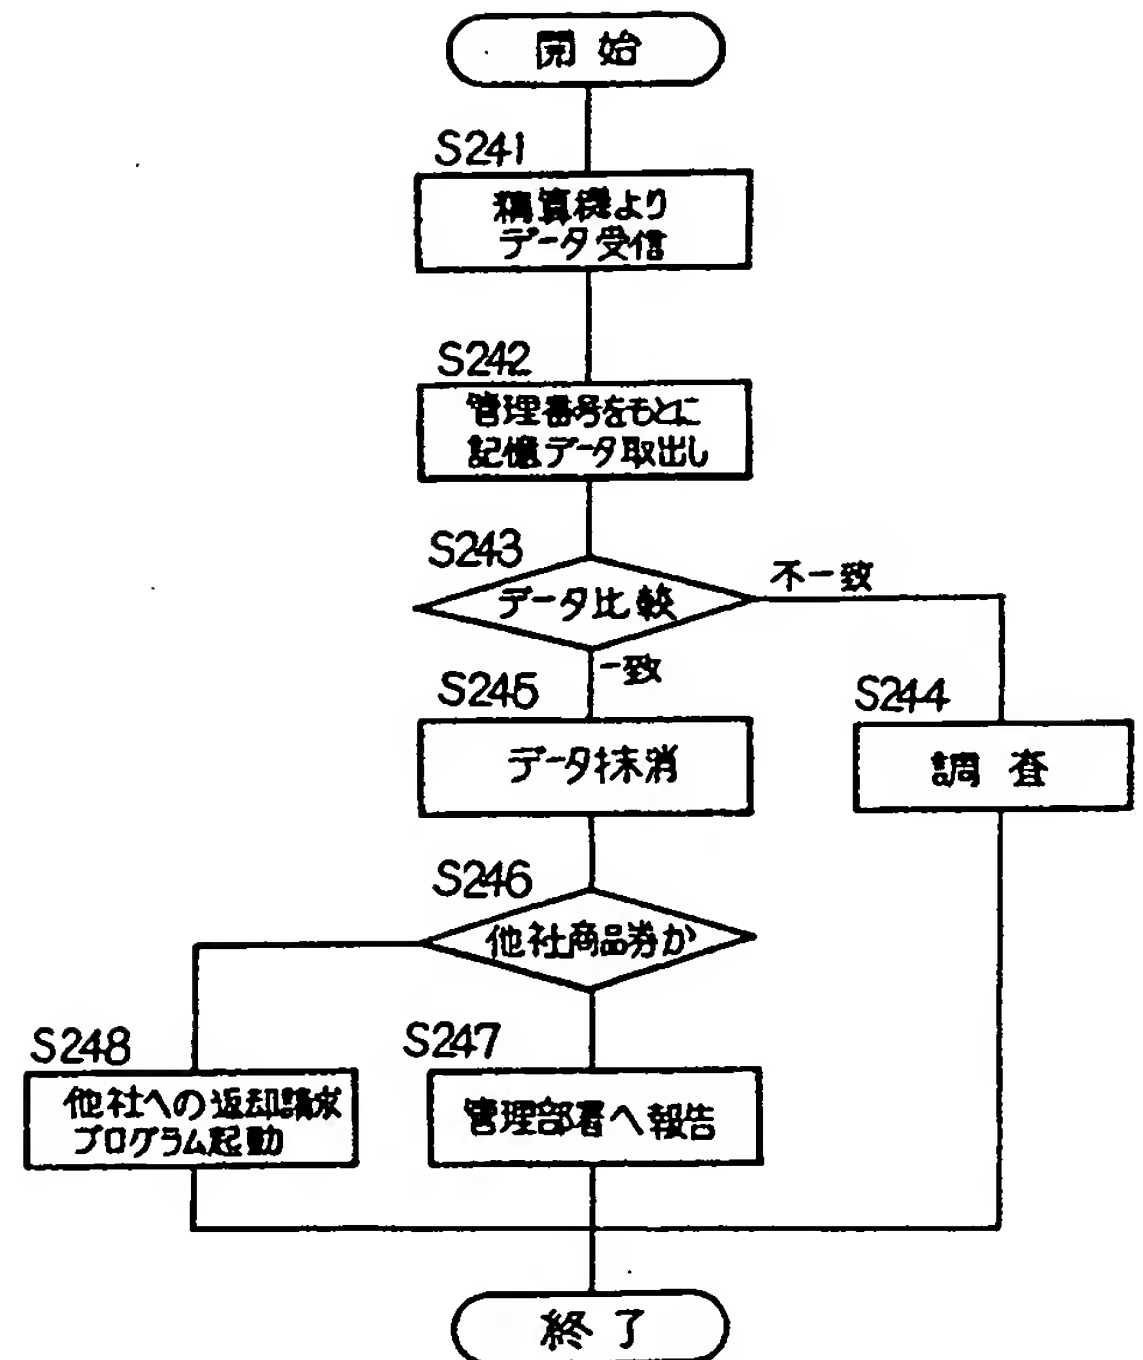 開始
S241
精算機より
データ受信
S242
管理番号をもとに
記憶データ取出し
S243
データ比較
不一致
一致
S245
データ抹消
S244
調査
S246
他社商品券か
S248
他社への返却請求
プログラム起動
S247
管理部署へ報告
終了